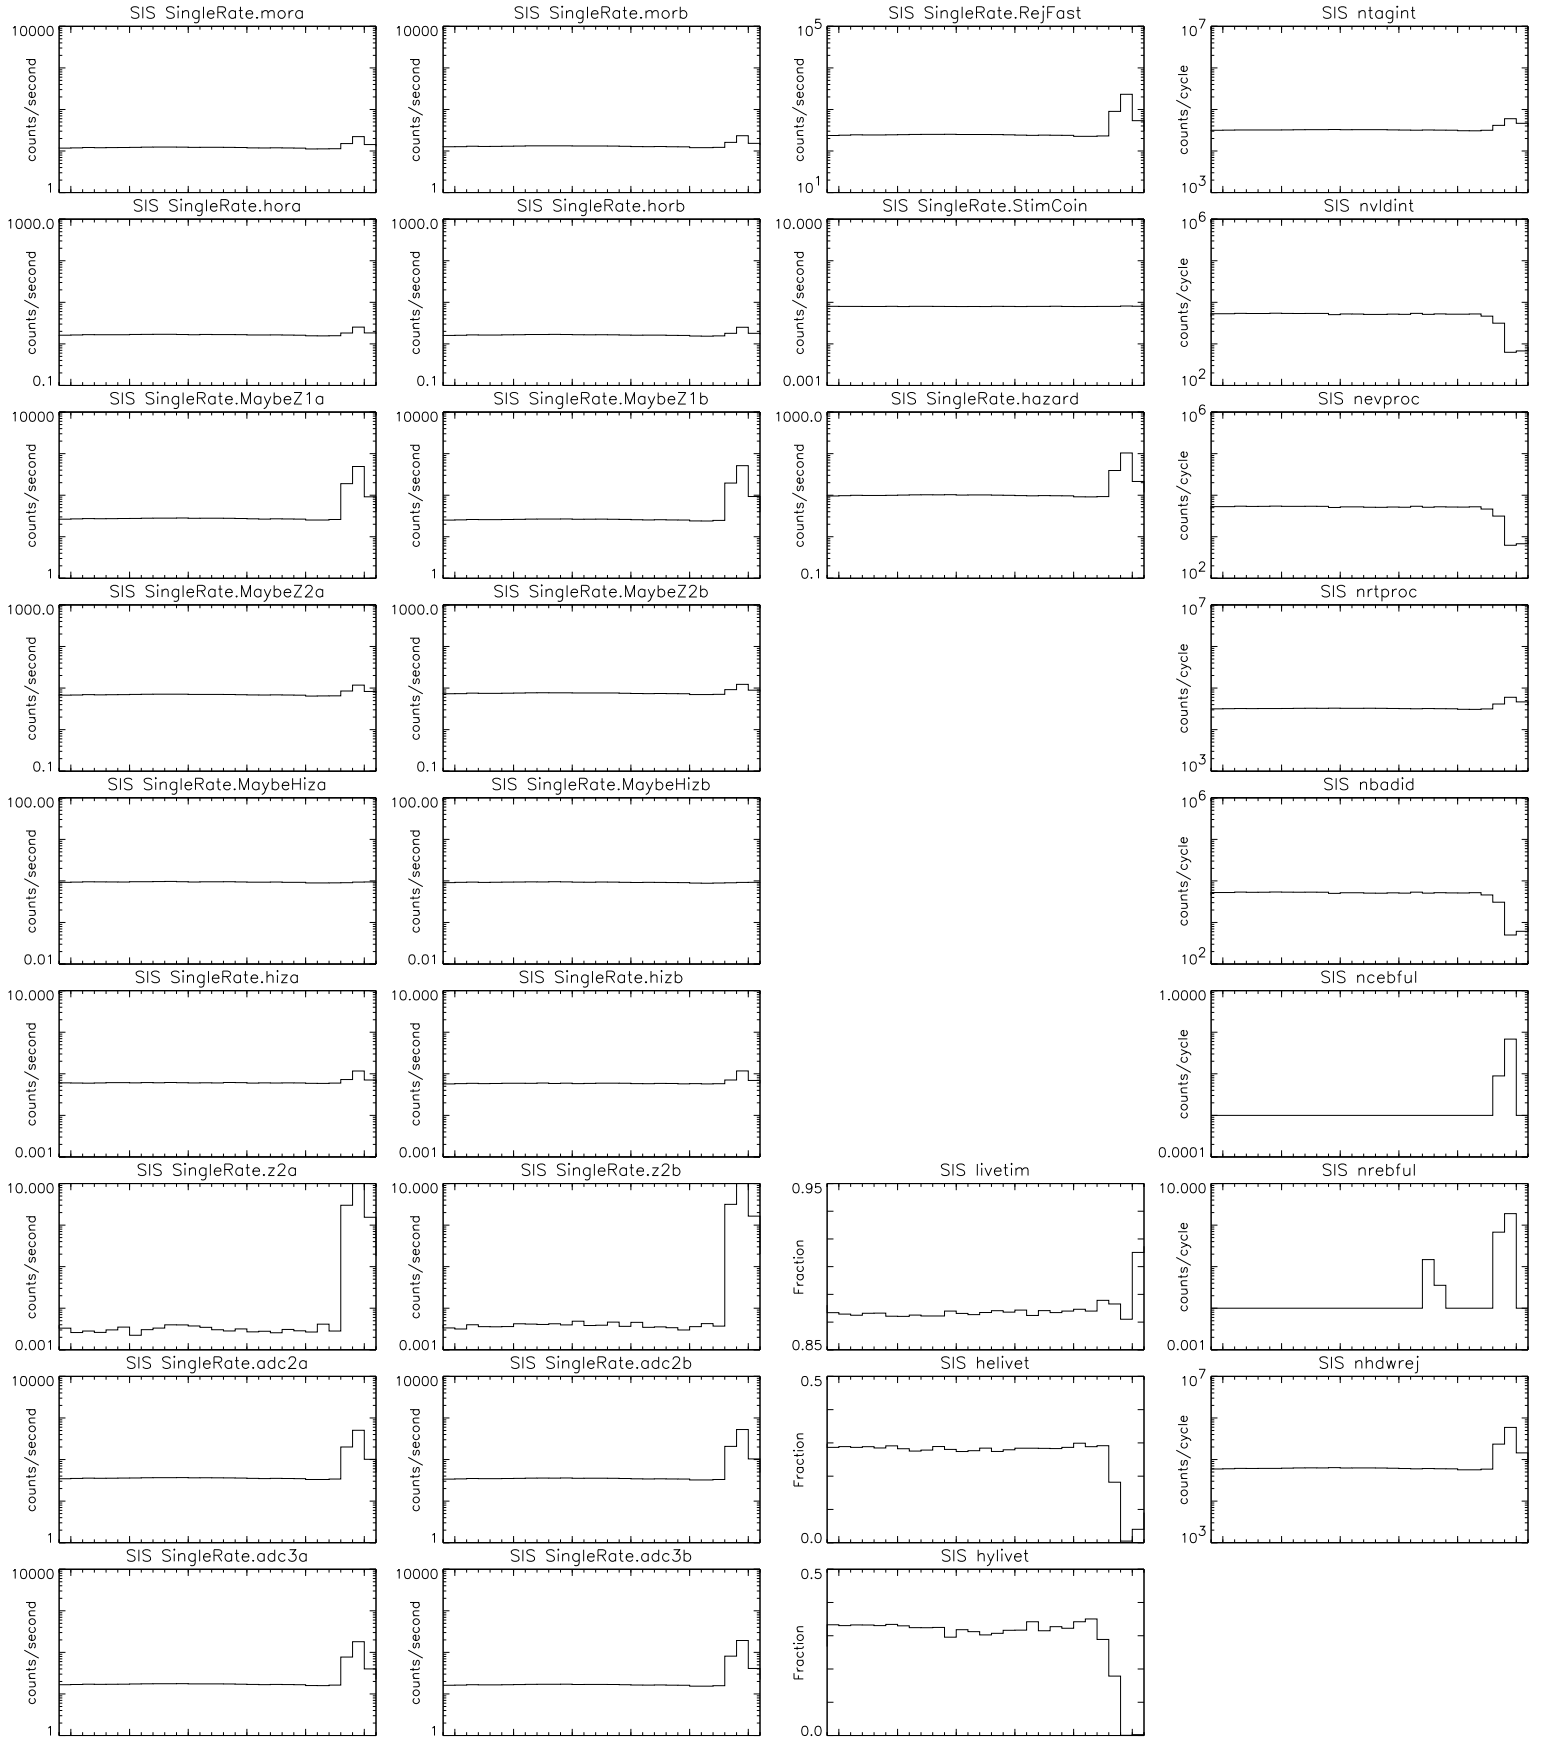 SIS SingleRate.mora
10000
counts/second
1
SIS SingleRate.morb
10000
counts/second
1
SIS SingleRate.RejFast
10^5
counts/second
10^1
SIS ntagint
10^7
counts/cycle
10^3
SIS SingleRate.hora
1000.0
counts/second
0.1
SIS SingleRate.horb
1000.0
counts/second
0.1
SIS SingleRate.StimCoin
10.000
counts/second
0.001
SIS nvldint
10^6
counts/cycle
10^2
SIS SingleRate.MaybeZ1a
10000
counts/second
1
SIS SingleRate.MaybeZ1b
10000
counts/second
1
SIS SingleRate.hazard
1000.0
counts/second
0.1
SIS nevproc
10^6
counts/cycle
10^2
SIS SingleRate.MaybeZ2a
1000.0
counts/second
0.1
SIS SingleRate.MaybeZ2b
1000.0
counts/second
0.1
SIS nrtproc
10^7
counts/cycle
10^3
SIS SingleRate.MaybeHiza
100.00
counts/second
0.01
SIS SingleRate.MaybeHizb
100.00
counts/second
0.01
SIS nbadid
10^6
counts/cycle
10^2
SIS SingleRate.hiza
10.000
counts/second
0.001
SIS SingleRate.hizb
10.000
counts/second
0.001
SIS ncebful
1.0000
counts/cycle
0.0001
SIS SingleRate.z2a
10.000
counts/second
0.001
SIS SingleRate.z2b
10.000
counts/second
0.001
SIS livetim
0.95
Fraction
0.85
SIS nrebful
10.000
counts/cycle
0.001
SIS SingleRate.adc2a
10000
counts/second
1
SIS SingleRate.adc2b
10000
counts/second
1
SIS helivet
0.5
Fraction
0.0
SIS nhdwrej
10^7
counts/cycle
10^3
SIS SingleRate.adc3a
10000
counts/second
1
SIS SingleRate.adc3b
10000
counts/second
1
SIS hylivet
0.5
Fraction
0.0